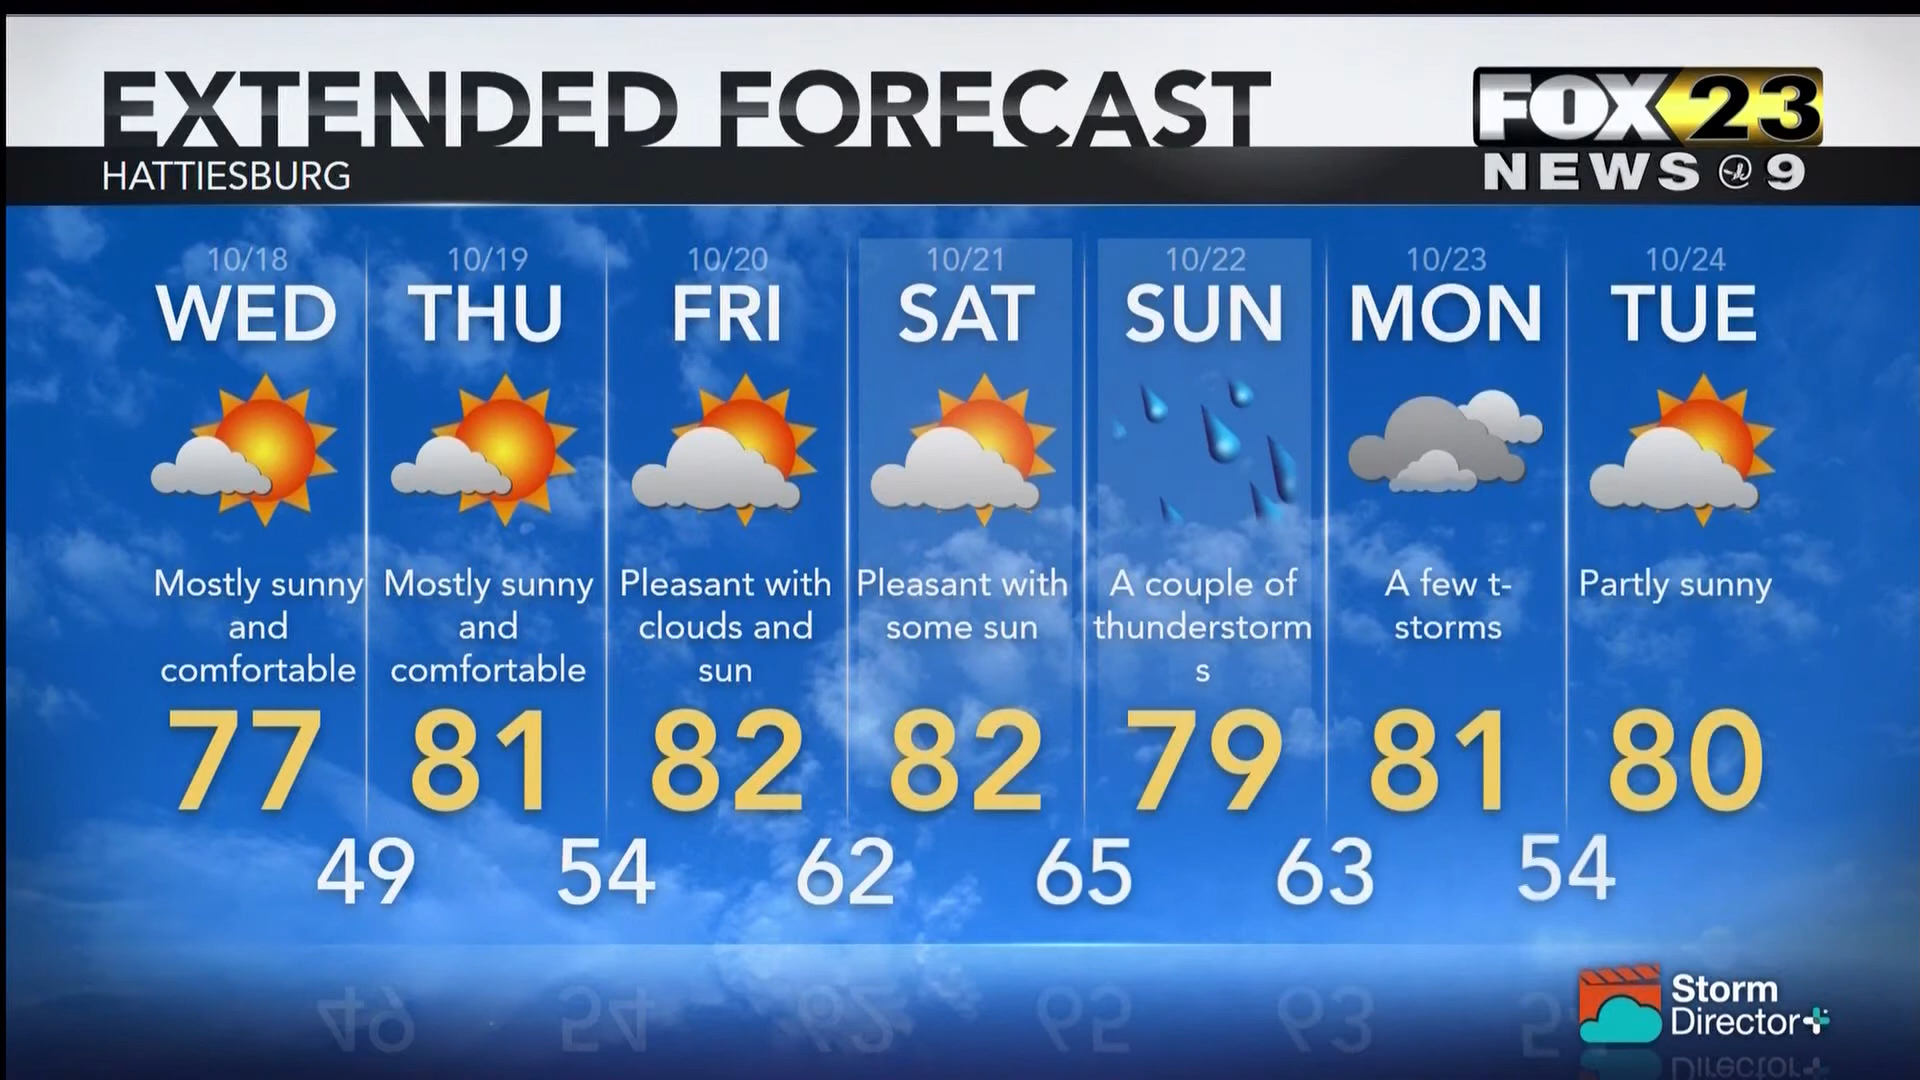 EXTENDED FORECAST
HATTIESBURG
FOX 23
NEWS @ 9
10/18 10/19 10/20 10/21 10/22 10/23 10/24
WED THU FRI SAT SUN MON TUE
Mostly sunny Mostly sunny Pleasant with Pleasant with A couple of A few t- Partly sunny
and and clouds and some sun thunderstorm storms
comfortable comfortable sun s
77 81 82 82 79 81 80
49 54 62 65 63 54
Storm
Director+